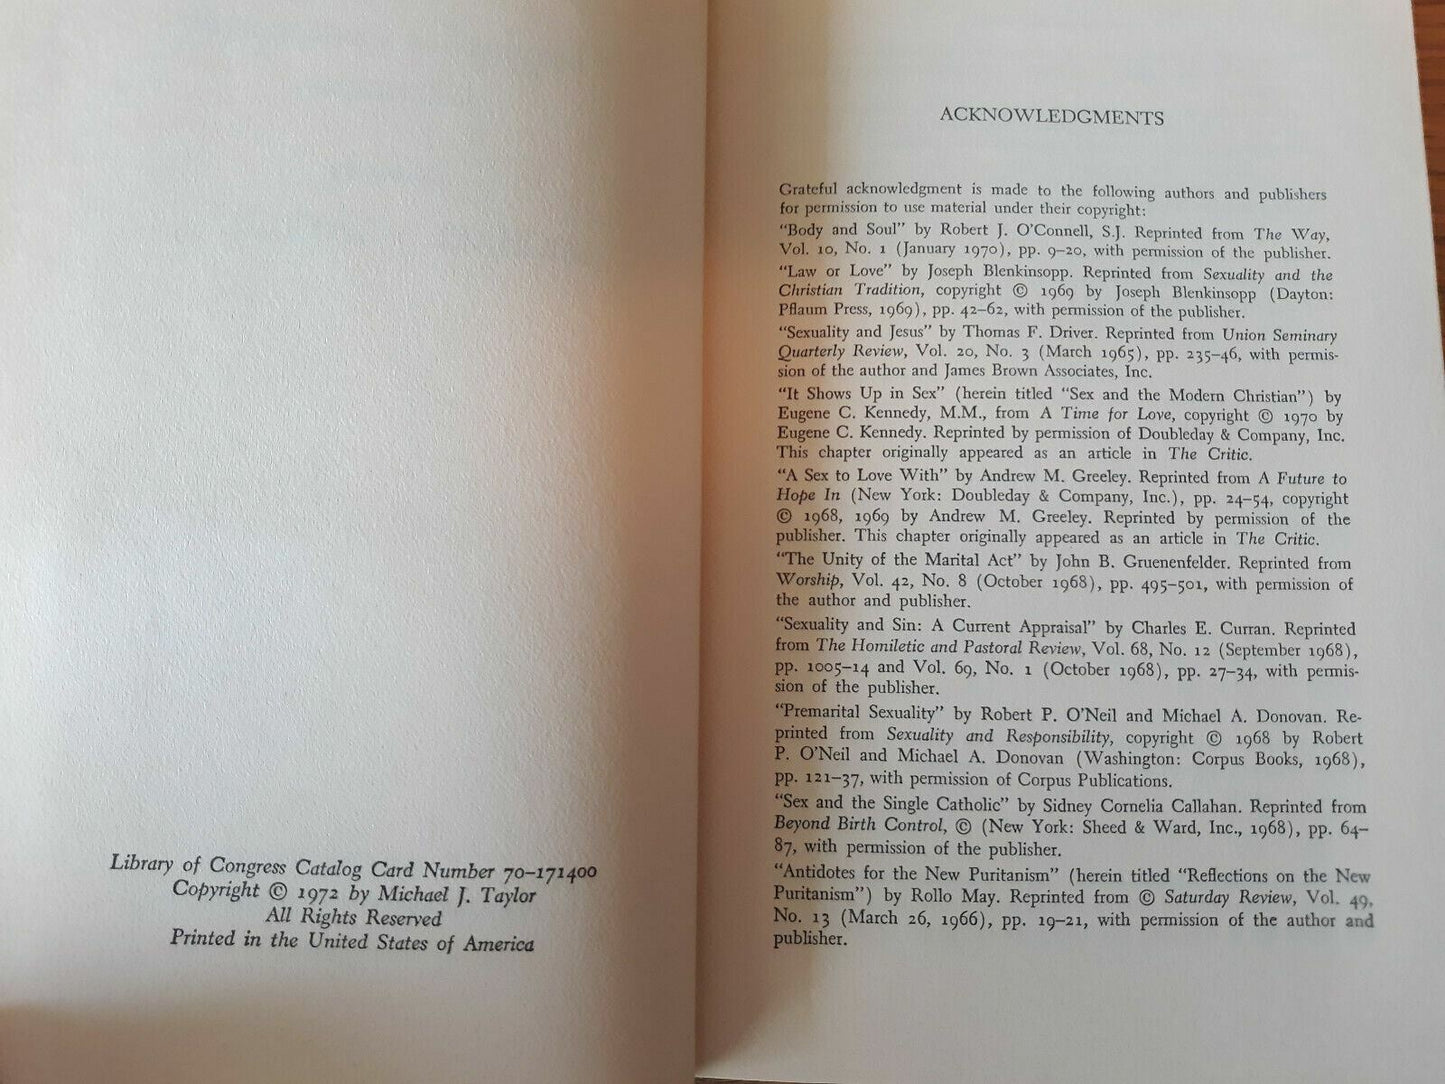 Library of Congress Catalog Card Number 70–171400
Copyright © 1972 by Michael J. Taylor
All Rights Reserved
Printed in the United States of America
ACKNOWLEDGMENTS
Grateful acknowledgment is made to the following authors and publishers
for permission to use material under their copyright:
“Body and Soul” by Robert J. O’Connell, S.J. Reprinted from The Way,
Vol. 10, No. 1 (January 1970), pp. 9–20, with permission of the publisher.
“Law or Love” by Joseph Blenkinsopp. Reprinted from Sexuality and the
Christian Tradition, copyright © 1969 by Joseph Blenkinsopp (Dayton:
Pflaum Press, 1969), pp. 42–62, with permission of the publisher.
“Sexuality and Jesus” by Thomas F. Driver. Reprinted from Union Seminary
Quarterly Review, Vol. 20, No. 3 (March 1965), pp. 235–46, with permis-
sion of the author and James Brown Associates, Inc.
“It Shows Up in Sex” (herein titled “Sex and the Modern Christian”) by
Eugene C. Kennedy, M.M., from A Time for Love, copyright © 1970 by
Eugene C. Kennedy. Reprinted by permission of Doubleday & Company, Inc.
This chapter originally appeared as an article in The Critic.
“A Sex to Love With” by Andrew M. Greeley. Reprinted from A Future to
Hope In (New York: Doubleday & Company, Inc.), pp. 24–54, copyright
© 1968, 1969 by Andrew M. Greeley. Reprinted by permission of the
publisher. This chapter originally appeared as an article in The Critic.
“The Unity of the Marital Act” by John B. Gruenenfelder. Reprinted from
Worship, Vol. 42, No. 8 (October 1968), pp. 495–501, with permission of
the author and publisher.
“Sexuality and Sin: A Current Appraisal” by Charles E. Curran. Reprinted
from The Homiletic and Pastoral Review, Vol. 68, No. 12 (September 1968),
pp. 1005–14 and Vol. 69, No. 1 (October 1968), pp. 27–34, with permis-
sion of the publisher.
“Premarital Sexuality” by Robert P. O’Neil and Michael A. Donovan. Re-
printed from Sexuality and Responsibility, copyright © 1968 by Robert
P. O’Neil and Michael A. Donovan (Washington: Corpus Books, 1968),
pp. 121–37, with permission of Corpus Publications.
“Sex and the Single Catholic” by Sidney Cornelia Callahan. Reprinted from
Beyond Birth Control, © (New York: Sheed & Ward, Inc., 1968), pp. 64–
87, with permission of the publisher.
“Antidotes for the New Puritanism” (herein titled “Reflections on the New
Puritanism”) by Rollo May. Reprinted from © Saturday Review, Vol. 49,
No. 13 (March 26, 1966), pp. 19–21, with permission of the author and
publisher.